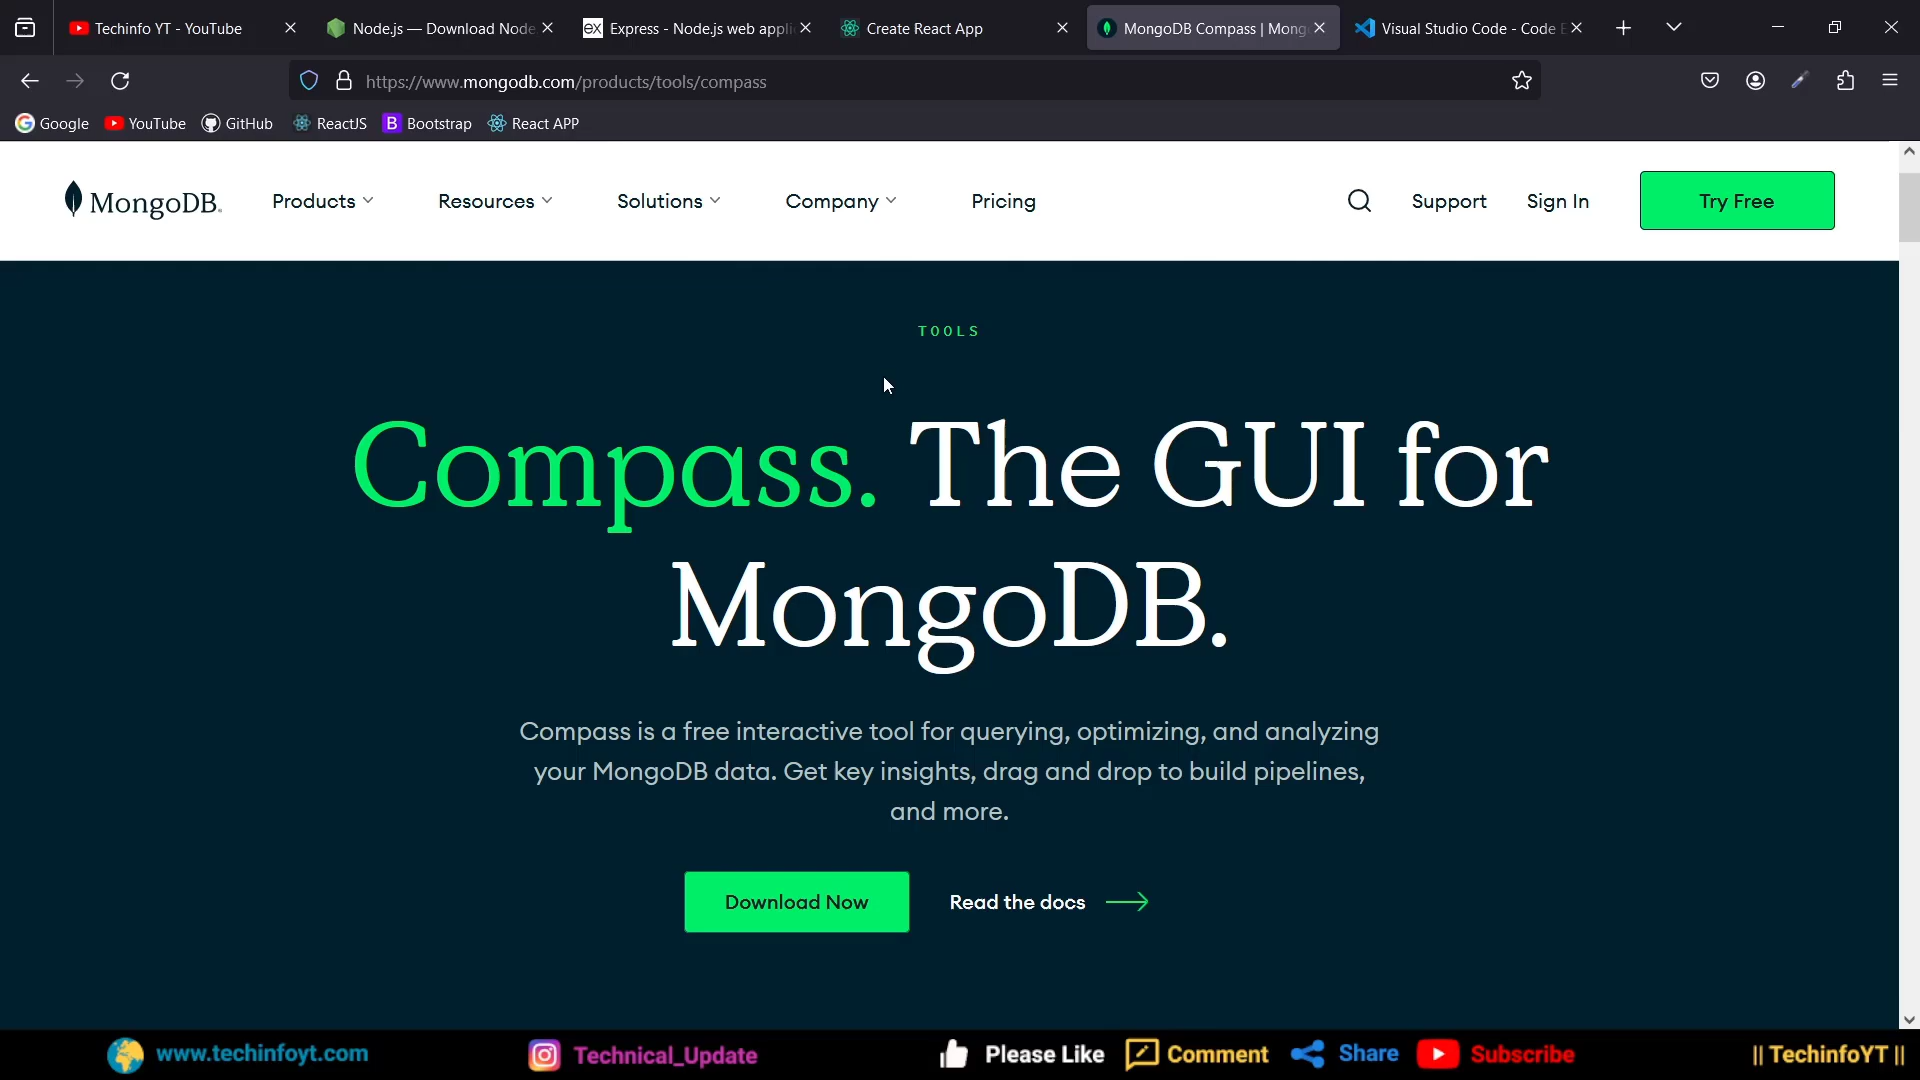 Techinfo YT - YouTube
Node.js — Download Node
Express - Node.js web appli
Create React App
MongoDB Compass | Mong
Visual Studio Code - Code E
https://www.mongodb.com/products/tools/compass
Google
YouTube
GitHub
ReactJS
B Bootstrap
React APP
MongoDB.
Products
Resources
Solutions
Company
Pricing
Support
Sign In
Try Free
TOOLS
Compass. The GUI for
MongoDB.
Compass is a free interactive tool for querying, optimizing, and analyzing
your MongoDB data. Get key insights, drag and drop to build pipelines,
and more.
Download Now
Read the docs
www.techinfoyt.com
Technical_Update
Please Like
Comment
Share
Subscribe
|| TechinfoYT ||